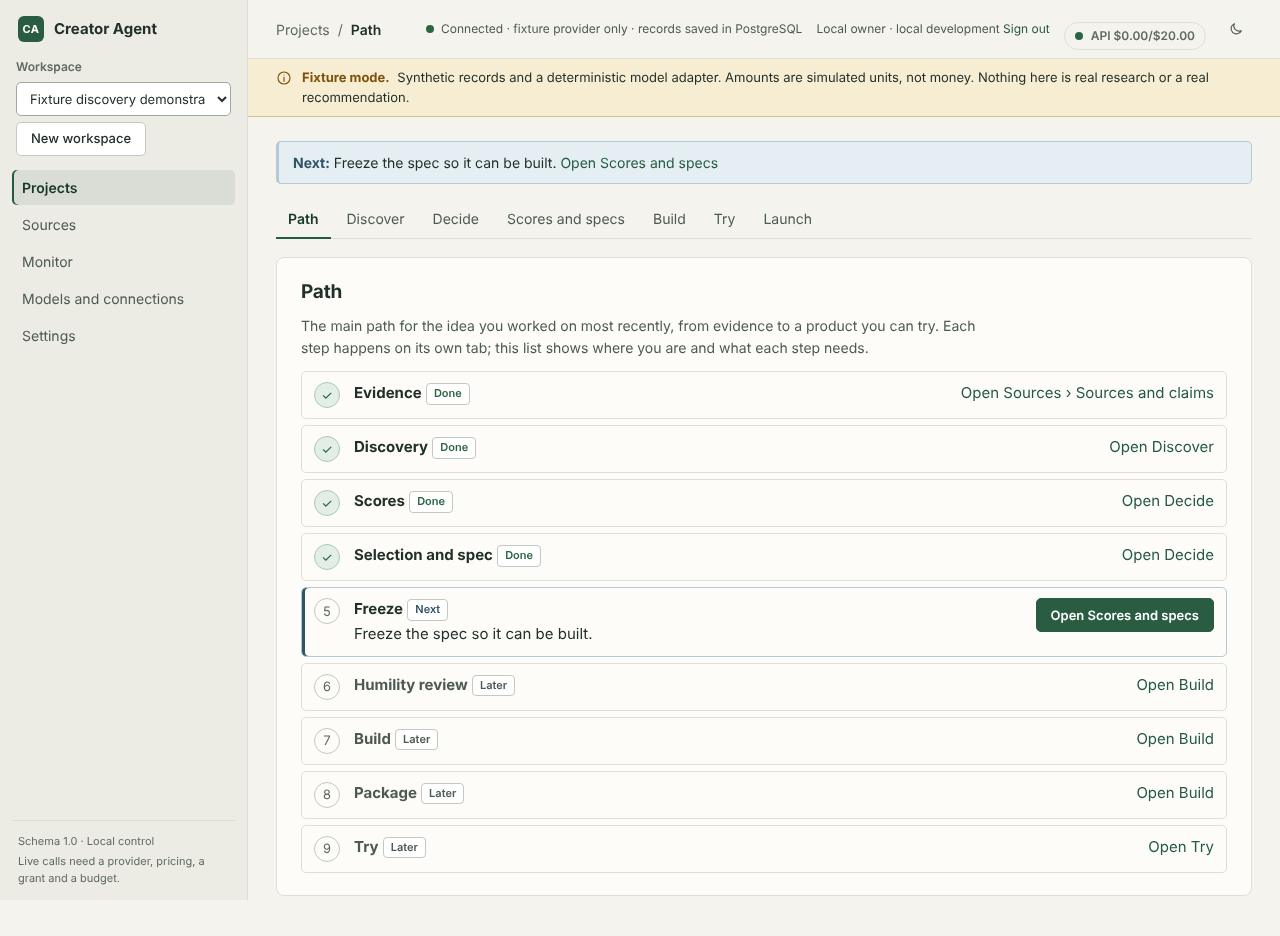 CA Creator Agent
Workspace
Fixture discovery demonstra
New workspace
Projects
Sources
Monitor
Models and connections
Settings
Schema 1.0 · Local control
Live calls need a provider, pricing, a
grant and a budget.
Projects / Path
Connected · fixture provider only · records saved in PostgreSQL
Local owner · local development Sign out
API $0.00/$20.00
Fixture mode. Synthetic records and a deterministic model adapter. Amounts are simulated units, not money. Nothing here is real research or a real
recommendation.
Next: Freeze the spec so it can be built. Open Scores and specs
Path Discover Decide Scores and specs Build Try Launch
Path
The main path for the idea you worked on most recently, from evidence to a product you can try. Each
step happens on its own tab; this list shows where you are and what each step needs.
Evidence Done Open Sources › Sources and claims
Discovery Done Open Discover
Scores Done Open Decide
Selection and spec Done Open Decide
5 Freeze Next Open Scores and specs
Freeze the spec so it can be built.
6 Humility review Later Open Build
7 Build Later Open Build
8 Package Later Open Build
9 Try Later Open Try